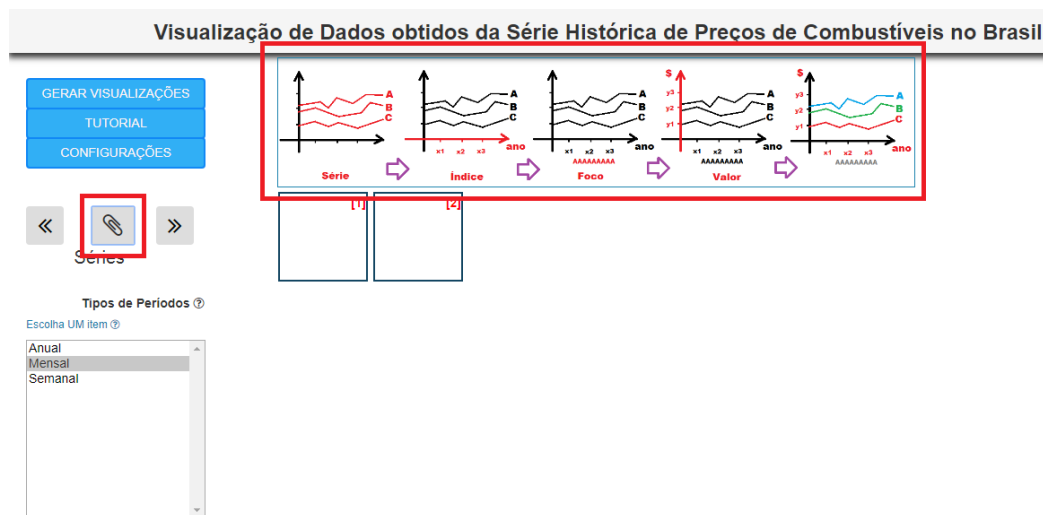 Visualização de Dados obtidos da Série Histórica de Preços de Combustíveis no Brasil
GERAR VISUALIZAÇÕES
TUTORIAL
CONFIGURAÇÕES
A
B
C
Série
A
B
C
x1 x2 x3 ano
Índice
A
B
C
x1 x2 x3 ano
AAAAAAAAA
Foco
$
y3
y2
y1
A
B
C
x1 x2 x3 ano
AAAAAAAAA
Valor
$
y3
y2
y1
A
B
C
x1 x2 x3 ano
AAAAAAAAA
[1] [2]
Séries
Tipos de Períodos
Escolha UM item
Anual
Mensal
Semanal